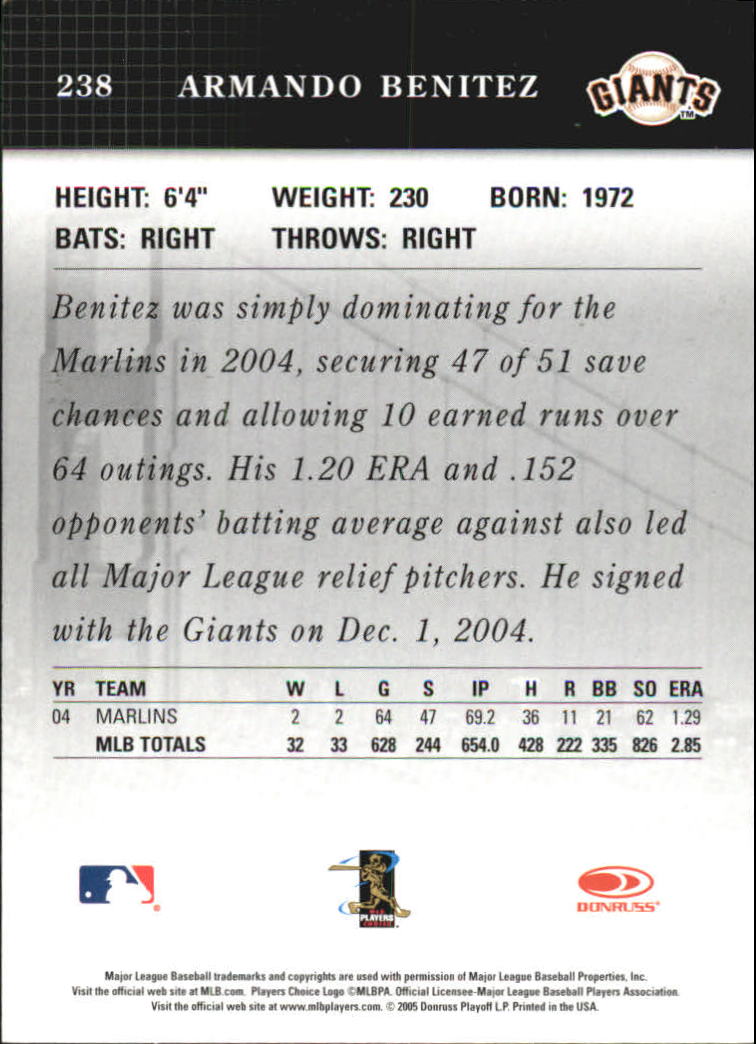 238 ARMANDO BENITEZ GIANTS TM
HEIGHT: 6'4" WEIGHT: 230 BORN: 1972
BATS: RIGHT THROWS: RIGHT
Benitez was simply dominating for the
Marlins in 2004, securing 47 of 51 save
chances and allowing 10 earned runs over
64 outings. His 1.20 ERA and .152
opponents' batting average against also led
all Major League relief pitchers. He signed
with the Giants on Dec. 1, 2004.
YR TEAM W L G S IP H R BB SO ERA
04 MARLINS 2 2 64 47 69.2 36 11 21 62 1.29
MLB TOTALS 32 33 628 244 654.0 428 222 335 826 2.85
PLAYERS
CHOICE
DONRUSS®
Major League Baseball trademarks and copyrights are used with permission of Major League Baseball Properties, Inc.
Visit the official web site at MLB.com. Players Choice Logo ©MLBPA. Official Licensee-Major League Baseball Players Association.
Visit the official web site at www.mlbplayers.com. © 2005 Donruss Playoff L.P. Printed in the USA.